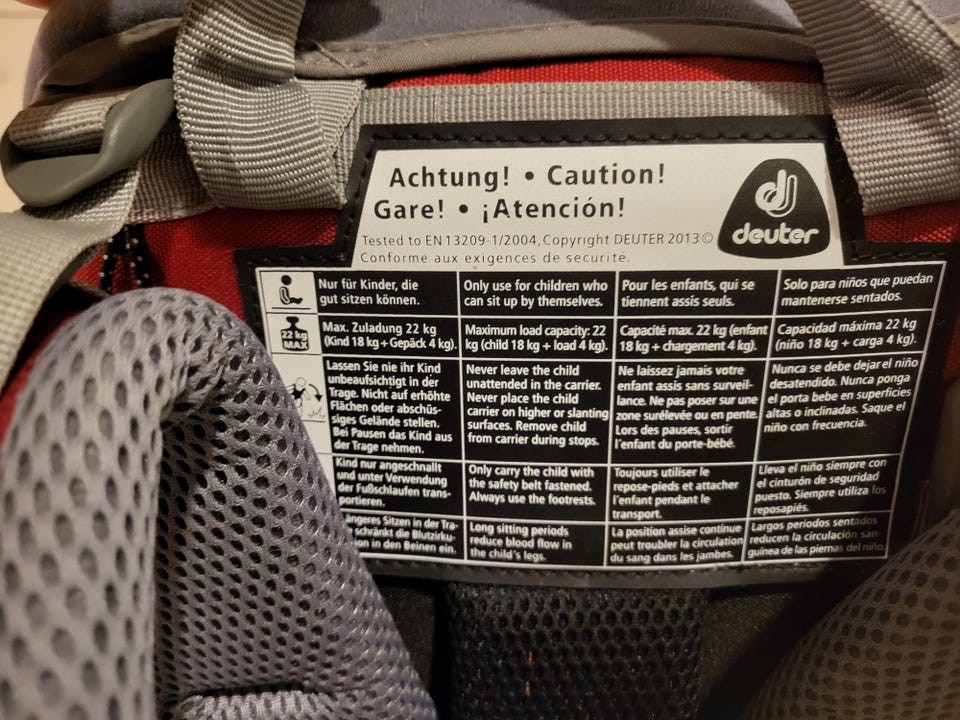 Achtung! • Caution!
Gare! • ¡Atención!
Tested to EN 13209-1/2004, Copyright DEUTER 2013©
Conforme aux exigences de securité.
deuter
Nur für Kinder, die
gut sitzen können.
Only use for children who
can sit up by themselves.
Pour les enfants, qui se
tiennent assis seuls.
Solo para niños que puedan
mantenerse sentados.
22 kg
MAX
Max. Zuladung 22 kg
(Kind 18 kg + Gepäck 4 kg).
Maximum load capacity: 22
kg (child 18 kg + load 4 kg).
Capacité max. 22 kg (enfant
18 kg + chargement 4 kg).
Capacidad máxima 22 kg
(niño 18 kg + carga 4 kg).
Lassen Sie nie ihr Kind
unbeaufsichtigt in der
Trage. Nicht auf erhöhte
Flächen oder abschüs-
siges Gelände stellen.
Bei Pausen das Kind aus
der Trage nehmen.
Never leave the child
unattended in the carrier.
Never place the child
carrier on higher or slanting
surfaces. Remove child
from carrier during stops.
Ne laissez jamais votre
enfant assis sans surveil-
lance. Ne pas poser sur une
zone surélevée ou en pente.
Lors des pauses, sortir
l'enfant du porte-bébé.
Nunca se debe dejar el niño
desatendido. Nunca ponga
el porta bebe en superficies
altas o inclinadas. Saque el
niño con frecuencia.
Kind nur angeschnallt
und unter Verwendung
der Fußschlaufen trans-
portieren.
Only carry the child with
the safety belt fastened.
Always use the footrests.
Toujours utiliser le
repose-pieds et attacher
l'enfant pendant le
transport.
Lleva el niño siempre con
el cinturón de seguridad
puesto. Siempre utiliza los
reposapiés.
ängeres Sitzen in der Tra-
schränkt die Blutzirku-
ion in den Beinen ein.
Long sitting periods
reduce blood flow in
the child's legs.
La position assise continue
peut troubler la circulation
du sang dans les jambes.
Largos periodos sentados
reducen la circulación san-
guínea de las piernas del niño.